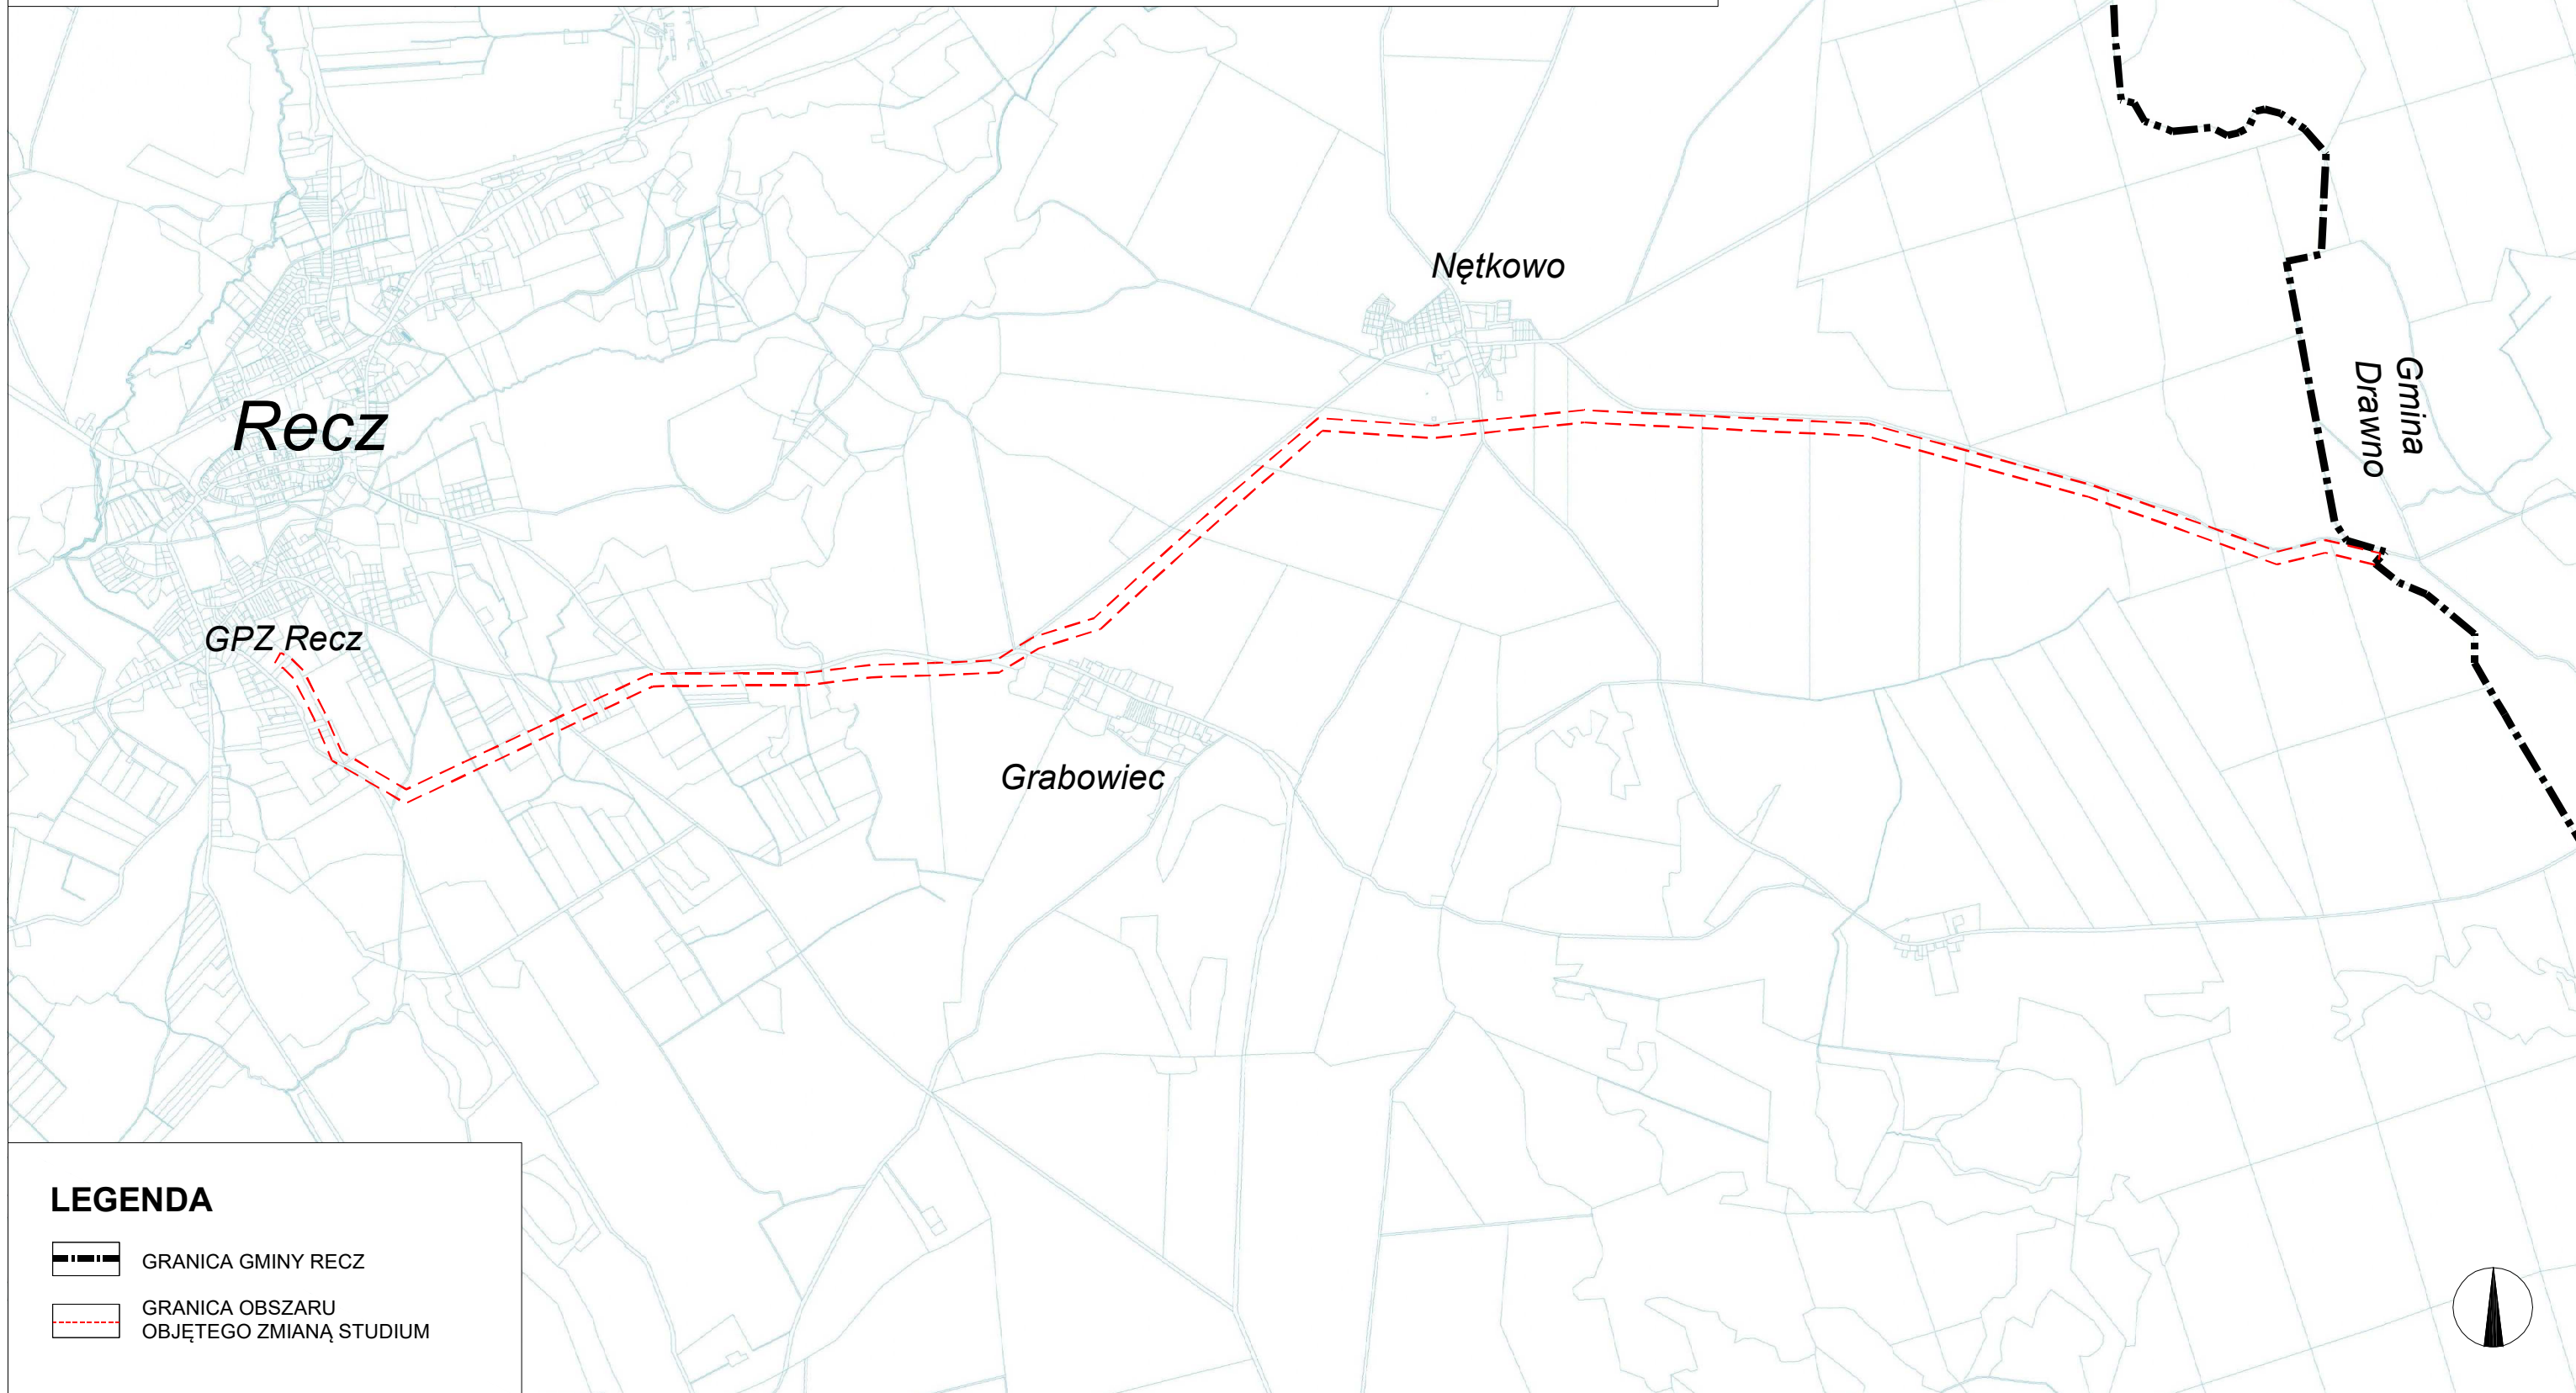 Nętkowo
Gmina
Drawno
Recz
GPZ Recz
Grabowiec
LEGENDA
GRANICA GMINY RECZ
GRANICA OBSZARU
OBJĘTEGO ZMIANĄ STUDIUM